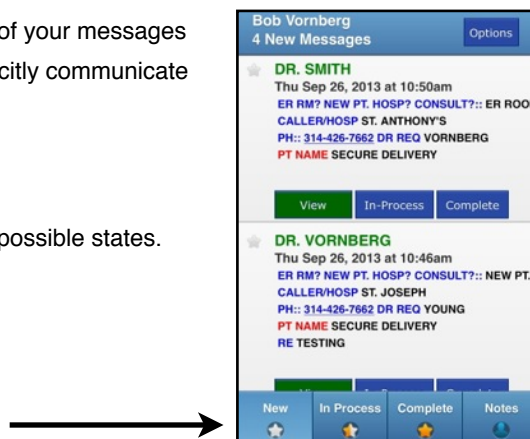 of your messages
citly communicate
possible states.
Bob Vornberg
4 New Messages
Options
DR. SMITH
Thu Sep 26, 2013 at 10:50am
ER RM? NEW PT. HOSP? CONSULT?:: ER ROO
CALLER/HOSP ST. ANTHONY'S
PH:: 314-426-7662 DR REQ VORNBERG
PT NAME SECURE DELIVERY
View In-Process Complete
DR. VORNBERG
Thu Sep 26, 2013 at 10:46am
ER RM? NEW PT. HOSP? CONSULT?:: NEW PT.
CALLER/HOSP ST. JOSEPH
PH:: 314-426-7662 DR REQ YOUNG
PT NAME SECURE DELIVERY
RE TESTING
New In Process Complete Notes